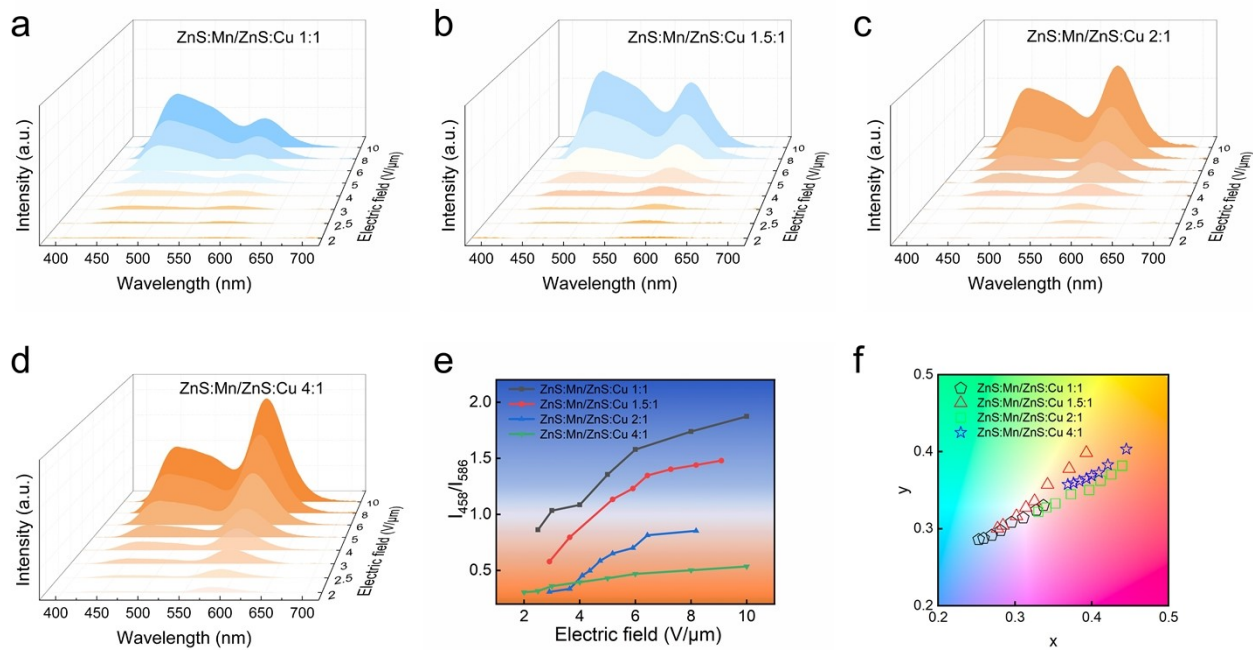 a
ZnS:Mn/ZnS:Cu 1:1
Intensity (a.u.)
400 450 500 550 600 650 700
Wavelength (nm)
2 2.5 3 4 5 6 8 10
Electric field (V/μm)
b
ZnS:Mn/ZnS:Cu 1.5:1
Intensity (a.u.)
400 450 500 550 600 650 700
Wavelength (nm)
2 2.5 3 4 5 6 8 10
Electric field (V/μm)
c
ZnS:Mn/ZnS:Cu 2:1
Intensity (a.u.)
400 450 500 550 600 650 700
Wavelength (nm)
2 2.5 3 4 5 6 8 10
Electric field (V/μm)
d
ZnS:Mn/ZnS:Cu 4:1
Intensity (a.u.)
400 450 500 550 600 650 700
Wavelength (nm)
2 2.5 3 4 5 6 8 10
Electric field (V/μm)
e
ZnS:Mn/ZnS:Cu 1:1
ZnS:Mn/ZnS:Cu 1.5:1
ZnS:Mn/ZnS:Cu 2:1
ZnS:Mn/ZnS:Cu 4:1
I458/I586
2.0
1.5
1.0
0.5
2 4 6 8 10
Electric field (V/μm)
f
ZnS:Mn/ZnS:Cu 1:1
ZnS:Mn/ZnS:Cu 1.5:1
ZnS:Mn/ZnS:Cu 2:1
ZnS:Mn/ZnS:Cu 4:1
y
0.5
0.4
0.3
0.2
0.2 0.3 0.4 0.5
x